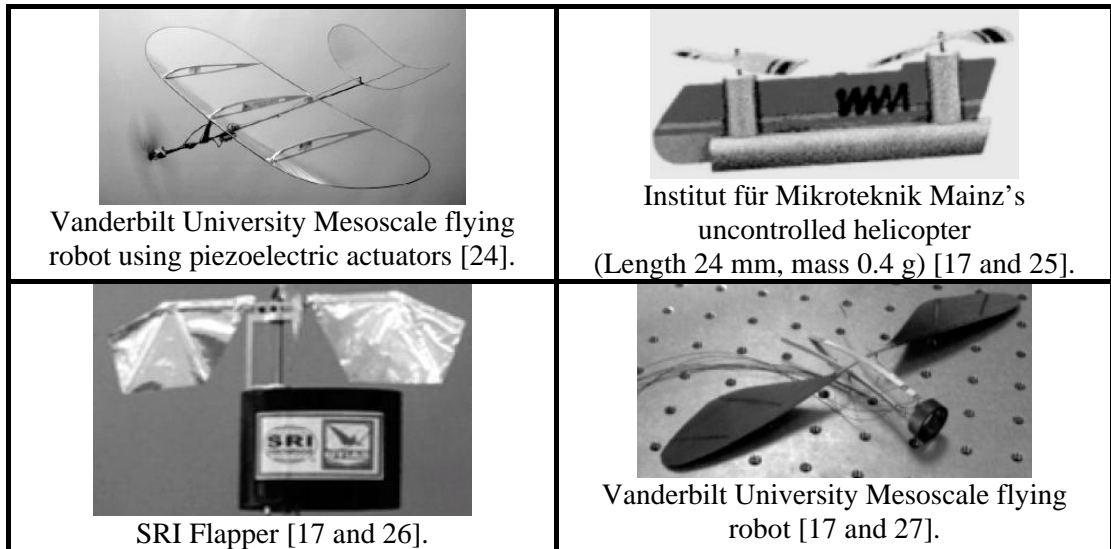 Vanderbilt University Mesoscale flying
robot using piezoelectric actuators [24].
Institut für Mikroteknik Mainz’s
uncontrolled helicopter
(Length 24 mm, mass 0.4 g) [17 and 25].
SRI
SRI Flapper [17 and 26].
Vanderbilt University Mesoscale flying
robot [17 and 27].